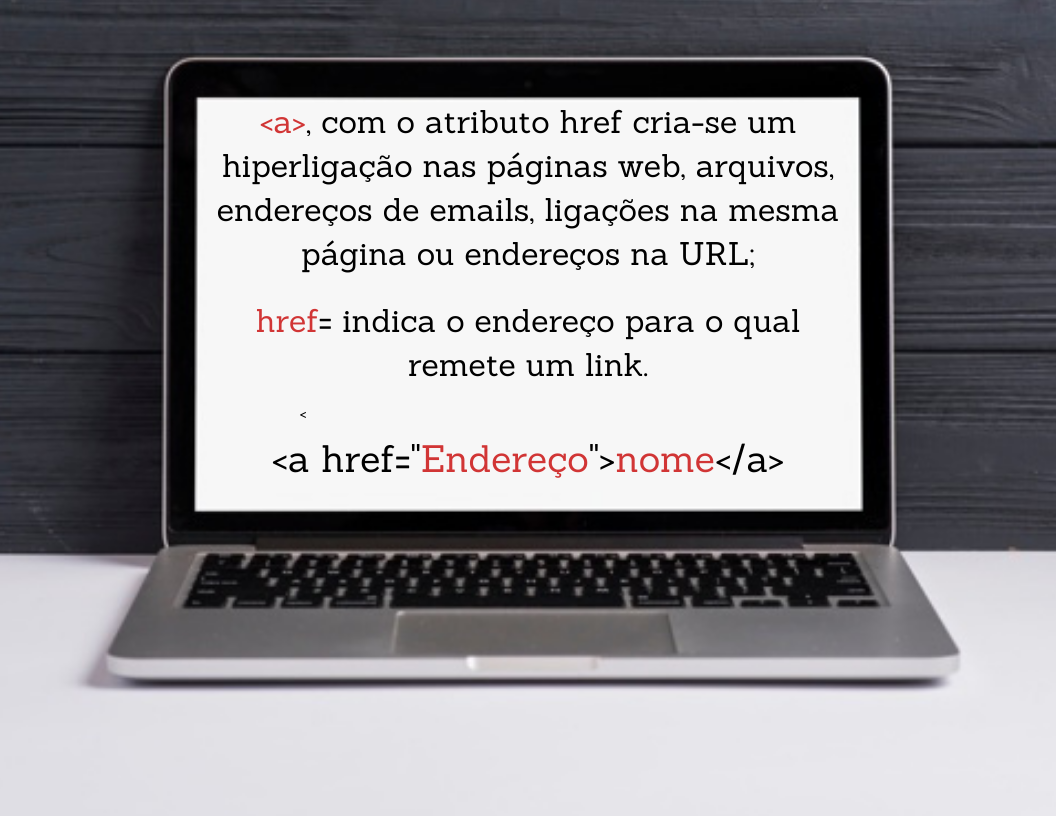 <a>, com o atributo href cria-se um
hiperligação nas páginas web, arquivos,
endereços de emails, ligações na mesma
página ou endereços na URL;
href= indica o endereço para o qual
remete um link.
<
<a href="Endereço">nome</a>